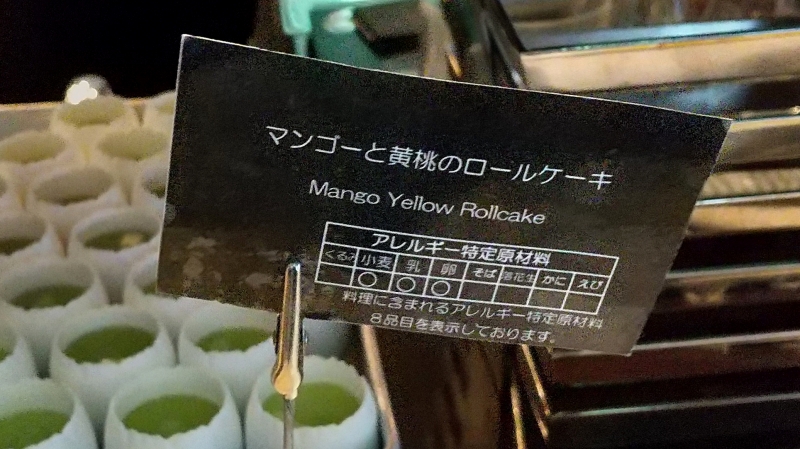 マンゴーと黄桃のロールケーキ
Mango Yellow Rollcake
アレルギー特定原材料
くるみ 小麦 乳 卵 そば 落花生 かに えび
○ ○ ○
料理に含まれるアレルギー特定原材料
8品目を表示しております。